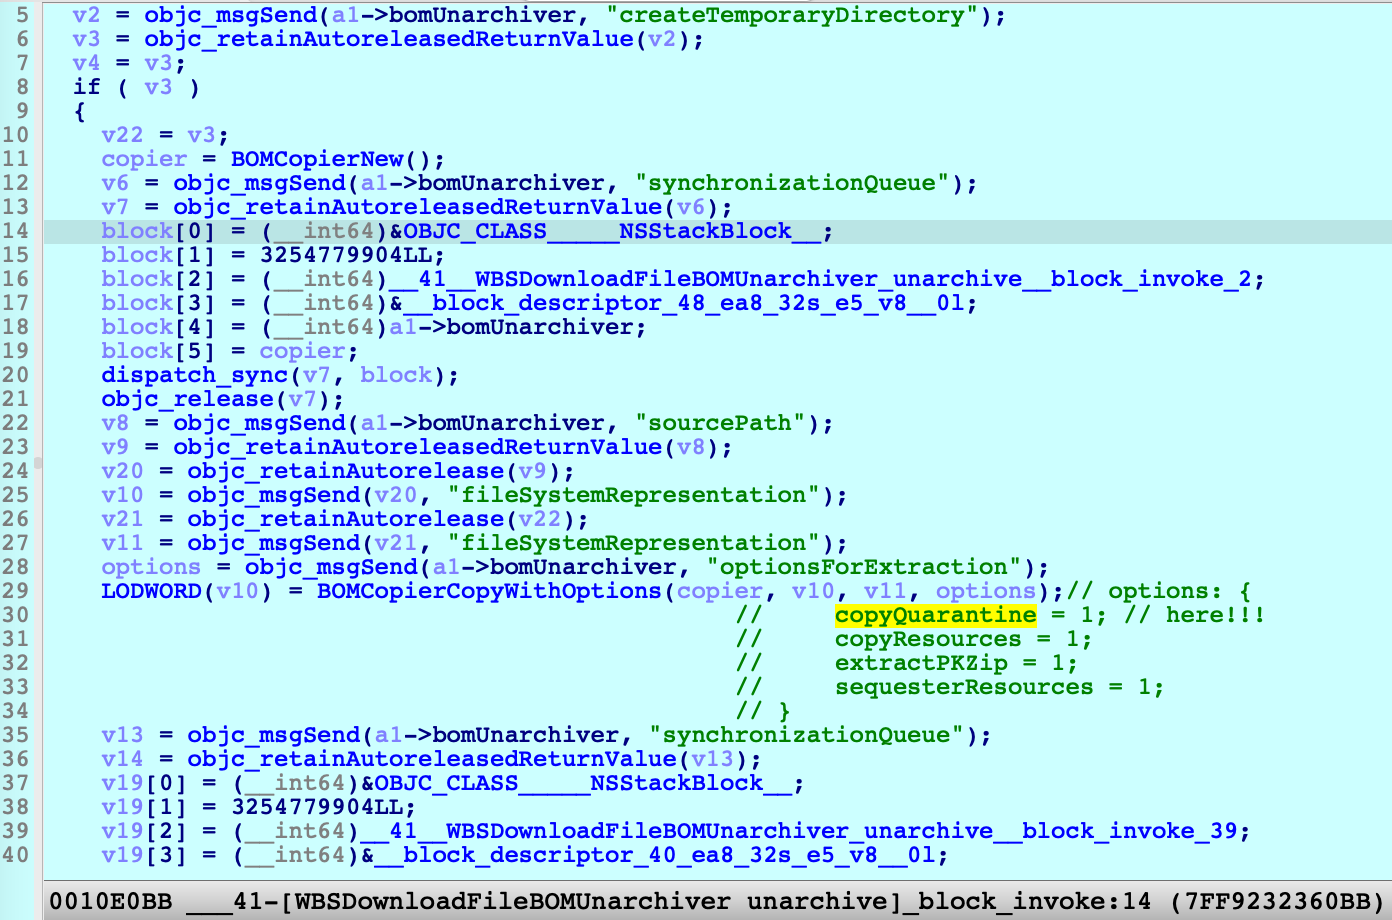 5 v2 = objc_msgSend(a1->bomUnarchiver, "createTemporaryDirectory");
6 v3 = objc_retainAutoreleasedReturnValue(v2);
7 v4 = v3;
8 if ( v3 )
9 {
10 v22 = v3;
11 copier = BOMCopierNew();
12 v6 = objc_msgSend(a1->bomUnarchiver, "synchronizationQueue");
13 v7 = objc_retainAutoreleasedReturnValue(v6);
14 block[0] = (__int64)&OBJC_CLASS_____NSStackBlock__;
15 block[1] = 3254779904LL;
16 block[2] = (__int64)__41__WBSDownloadFileBOMUnarchiver_unarchive__block_invoke_2;
17 block[3] = (__int64)&__block_descriptor_48_ea8_32s_e5_v8__0l;
18 block[4] = (__int64)a1->bomUnarchiver;
19 block[5] = copier;
20 dispatch_sync(v7, block);
21 objc_release(v7);
22 v8 = objc_msgSend(a1->bomUnarchiver, "sourcePath");
23 v9 = objc_retainAutoreleasedReturnValue(v8);
24 v20 = objc_retainAutorelease(v9);
25 v10 = objc_msgSend(v20, "fileSystemRepresentation");
26 v21 = objc_retainAutorelease(v22);
27 v11 = objc_msgSend(v21, "fileSystemRepresentation");
28 options = objc_msgSend(a1->bomUnarchiver, "optionsForExtraction");
29 LODWORD(v10) = BOMCopierCopyWithOptions(copier, v10, v11, options);// options: {
30 // copyQuarantine = 1; // here!!!
31 // copyResources = 1;
32 // extractPKZip = 1;
33 // sequesterResources = 1;
34 // }
35 v13 = objc_msgSend(a1->bomUnarchiver, "synchronizationQueue");
36 v14 = objc_retainAutoreleasedReturnValue(v13);
37 v19[0] = (__int64)&OBJC_CLASS_____NSStackBlock__;
38 v19[1] = 3254779904LL;
39 v19[2] = (__int64)__41__WBSDownloadFileBOMUnarchiver_unarchive__block_invoke_39;
40 v19[3] = (__int64)&__block_descriptor_40_ea8_32s_e5_v8__0l;
0010E0BB ___41-[WBSDownloadFileBOMUnarchiver unarchive]_block_invoke:14 (7FF9232360BB)